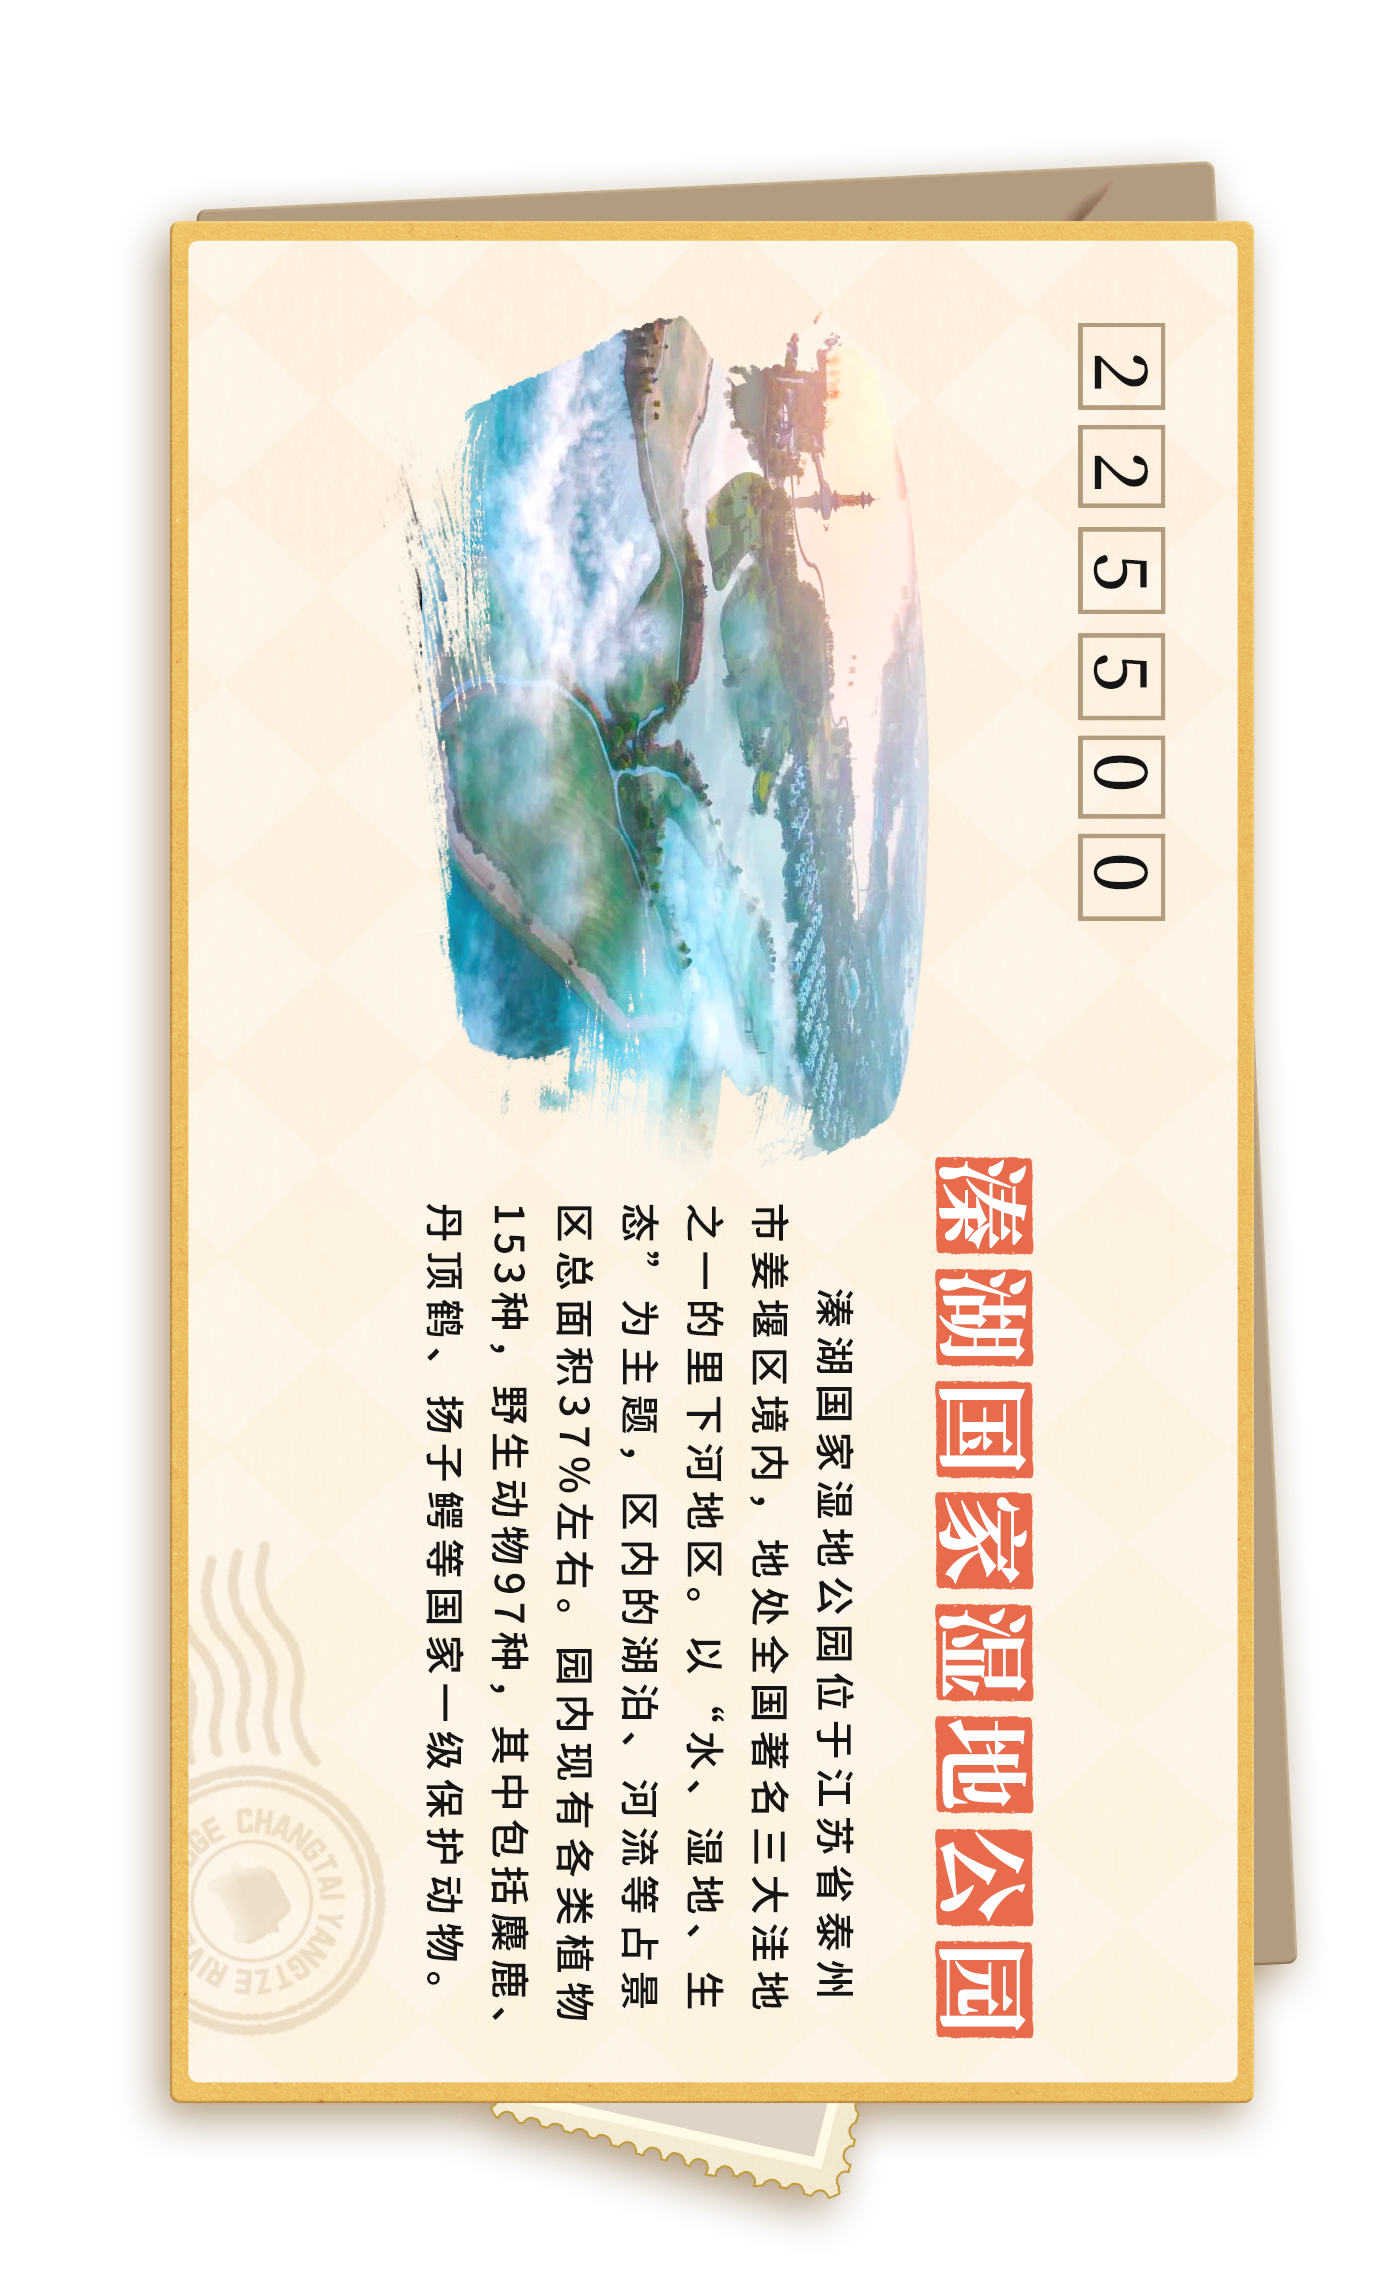 225500
溱湖国家湿地公园
溱湖国家湿地公园位于江苏省泰州
市姜堰区境内，地处全国著名三大洼地
之一的里下河地区。以“水、湿地、生
态”为主题，区内的湖泊、河流等占景
区总面积37%左右。园内现有各类植物
153种，野生动物97种，其中包括麋鹿、
丹顶鹤、扬子鳄等国家一级保护动物。
CHANGTAI YANGTZE